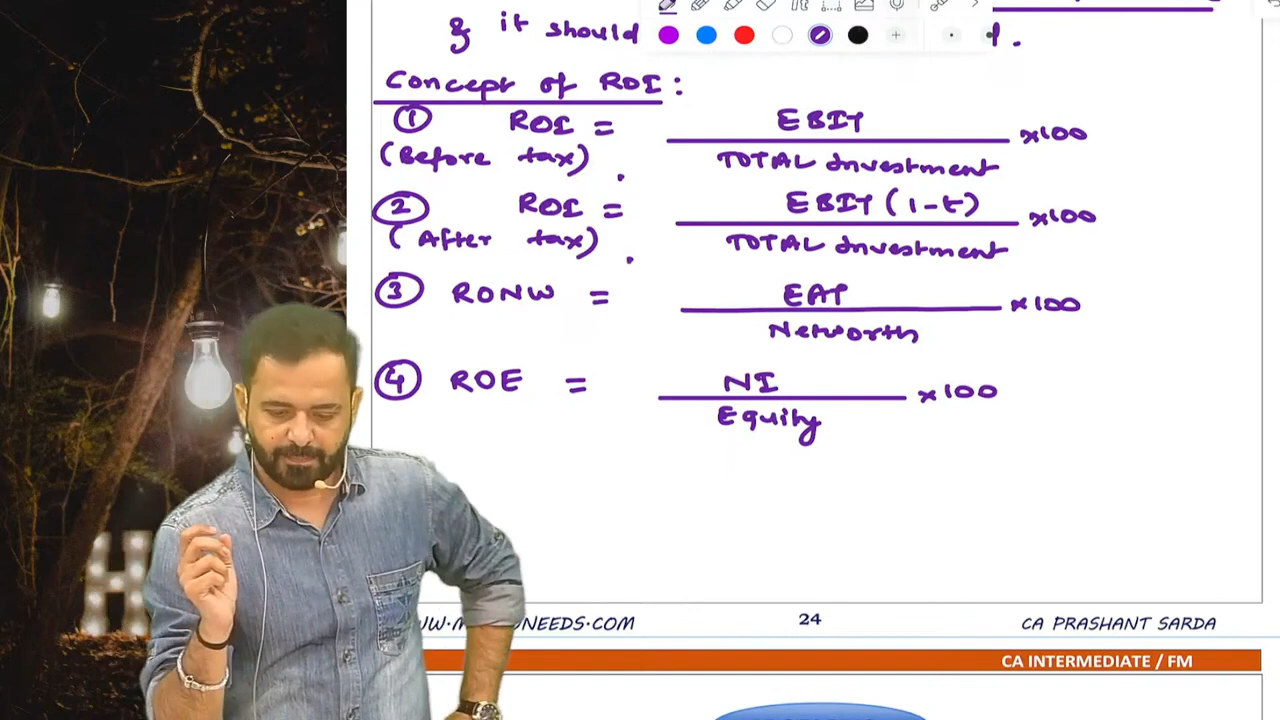 & it should
Concept of ROI :
① ROI = EBIT
(Before tax) TOTAL Investment ×100
② ROI = EBIT (1-t)
(After tax) TOTAL Investment ×100
③ RONW = EAT
Networth ×100
④ ROE = NI
Equity ×100
NEEDS.COM 24 CA PRASHANT SARDA
CA INTERMEDIATE / FM
H